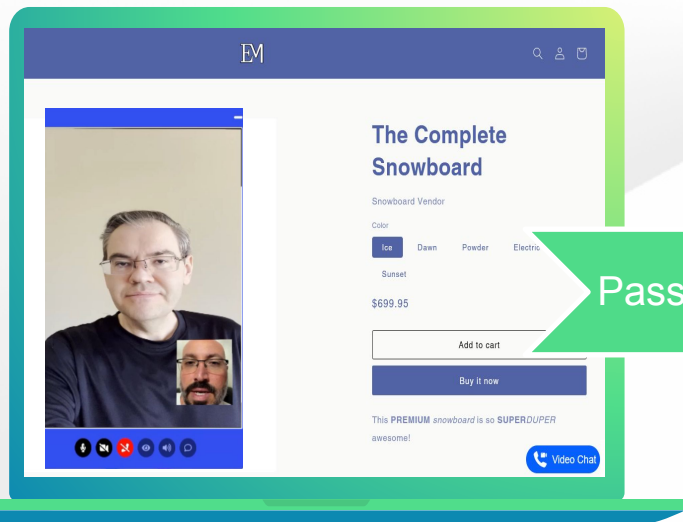 EM
The Complete
Snowboard
Snowboard Vendor
Color
Ice Dawn Powder Electric
Sunset
$699.95
Pass
Add to cart
Buy it now
This PREMIUM snowboard is so SUPERDUPER
awesome!
Video Chat